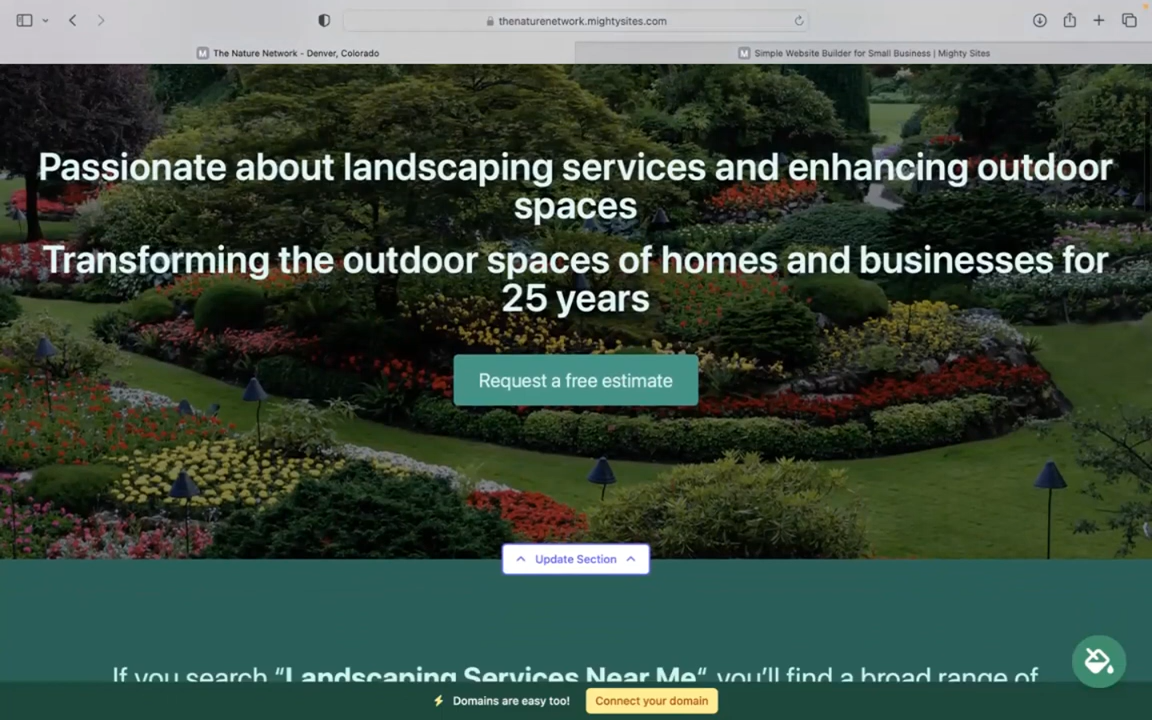 thenaturenetwork.mightysites.com
The Nature Network - Denver, Colorado
Simple Website Builder for Small Business | Mighty Sites
Passionate about landscaping services and enhancing outdoor
spaces
Transforming the outdoor spaces of homes and businesses for
25 years
Request a free estimate
Update Section
If you search “Landscaping Services Near Me“, you’ll find a broad range of
Domains are easy too!
Connect your domain